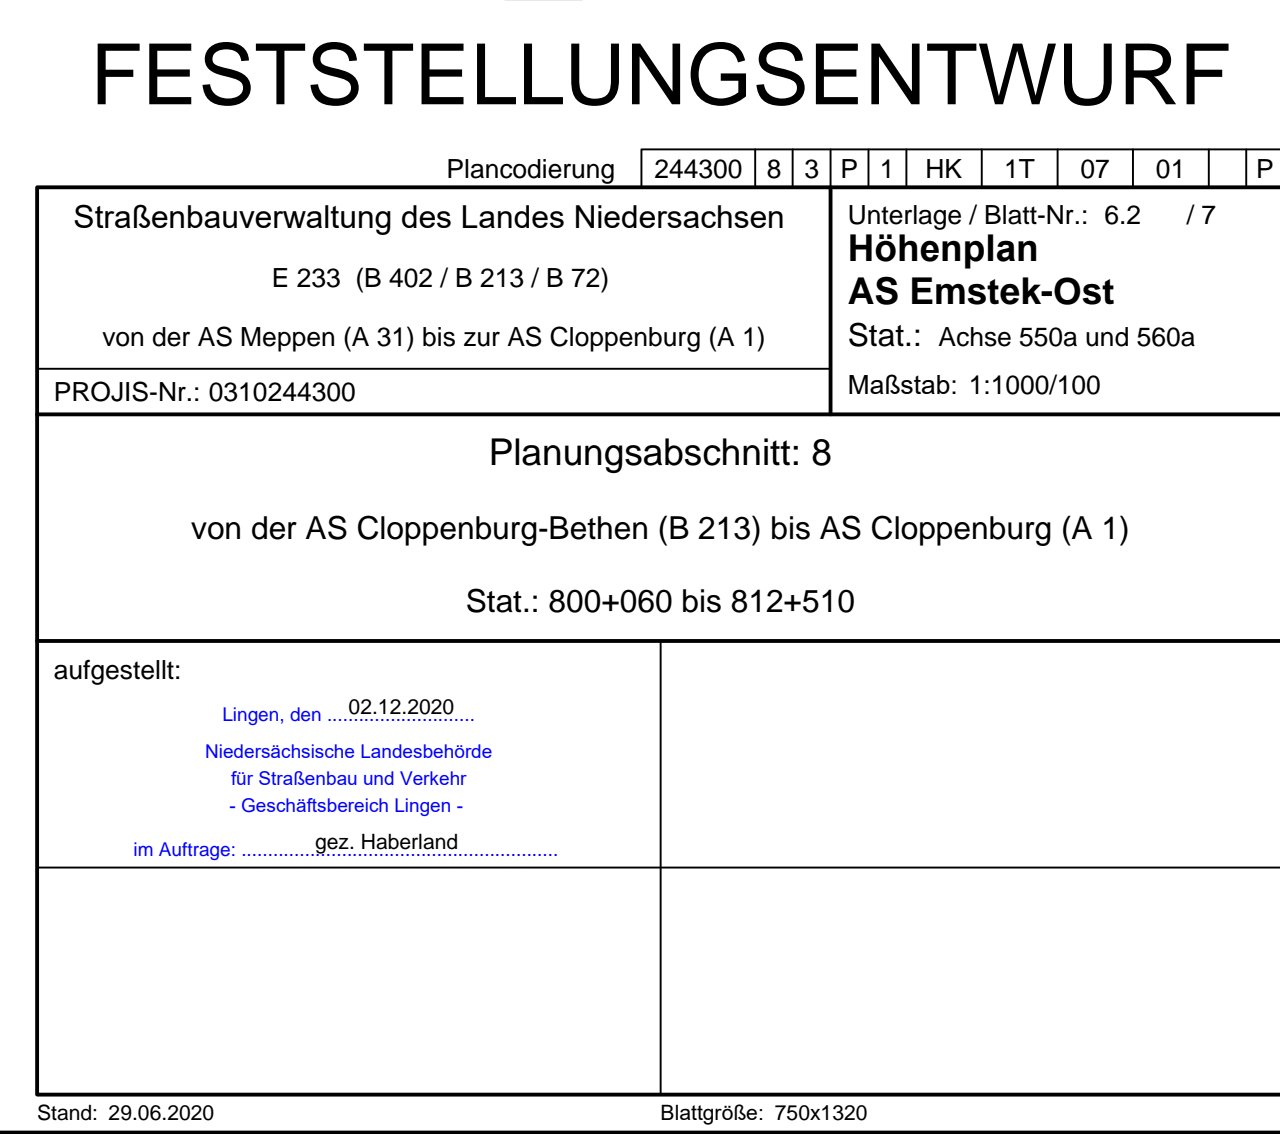 FESTSTELLUNGSENTWURF
Plancodierung 244300 8 3 P 1 HK 1T 07 01 P
Straßenbauverwaltung des Landes Niedersachsen
E 233 (B 402 / B 213 / B 72)
von der AS Meppen (A 31) bis zur AS Cloppenburg (A 1)
PROJIS-Nr.: 0310244300
Unterlage / Blatt-Nr.: 6.2 / 7
Höhenplan
AS Emstek-Ost
Stat.: Achse 550a und 560a
Maßstab: 1:1000/100
Planungsabschnitt: 8
von der AS Cloppenburg-Bethen (B 213) bis AS Cloppenburg (A 1)
Stat.: 800+060 bis 812+510
aufgestellt:
Lingen, den ............................ 02.12.2020
Niedersächsische Landesbehörde
für Straßenbau und Verkehr
- Geschäftsbereich Lingen -
im Auftrage: ............................................................ gez. Haberland
Stand: 29.06.2020
Blattgröße: 750x1320